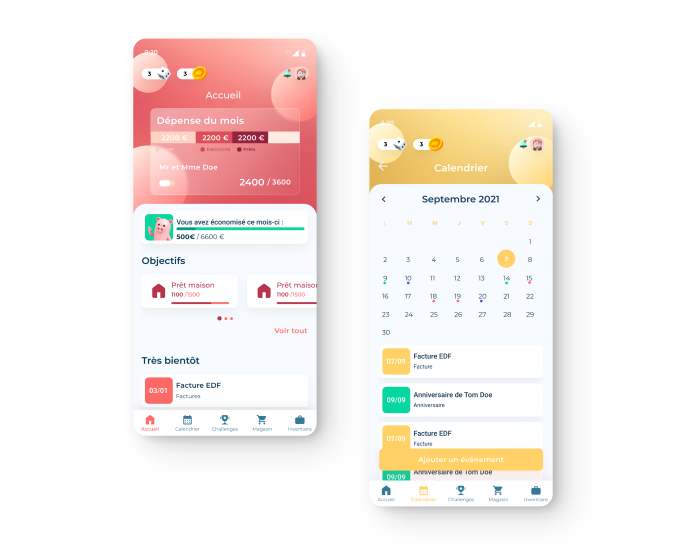 9:30
3 3
Accueil
Dépense du mois
2200 € 2200 € 2200 €
Electricité Prêts
Mr et Mme Doe
2400 / 3600
Vous avez économisé ce mois-ci :
500€ / 6600 €
Objectifs
Prêt maison
1100 /1500
Prêt maison
1100 /1500
Voir tout
Très bientôt
03/01
Facture EDF
Factures
Accueil Calendrier Challenges Magasin Inventaire
9:30
3 3
Calendrier
Septembre 2021
L M M J V S D
1
2 3 4 5 6 7 8
9 10 11 12 13 14 15
16 17 18 19 20 21 22
23 24 25 26 27 28 29
30
07/09
Facture EDF
Facture
09/09
Anniversaire de Tom Doe
Anniversaire
07/09
Facture EDF
Facture
Ajouter un événement
09/09
Anniversaire de Tom Doe
Accueil Calendrier Challenges Magasin Inventaire